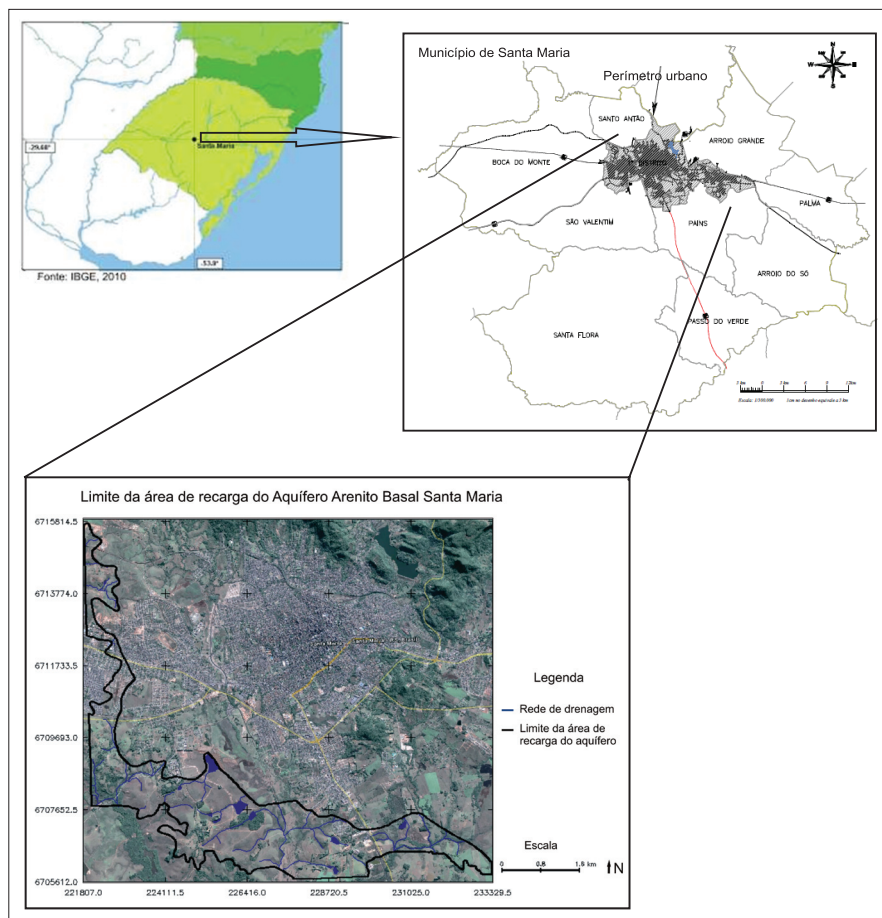 -29.68°
Santa Maria
-53.8°
Fonte: IBGE, 2010
Município de Santa Maria
Perímetro urbano
N
W
E
S
SANTO ANTÃO
ARROIO GRANDE
BOCA DO MONTE
DISTRITO
PALMA
SÃO VALENTIM
PAINS
ARROIO DO SÓ
PASSO DO VERDE
SANTA FLORA
Limite da área de recarga do Aquífero Arenito Basal Santa Maria
6715814.5
6713774.0
6711733.5
6709693.0
6707652.5
6705612.0
221807.0
224111.5
226416.0
228720.5
231025.0
233329.5
Legenda
Rede de drenagem
Limite da área de
recarga do aquífero
Escala
0 0.8 1.5 km
N